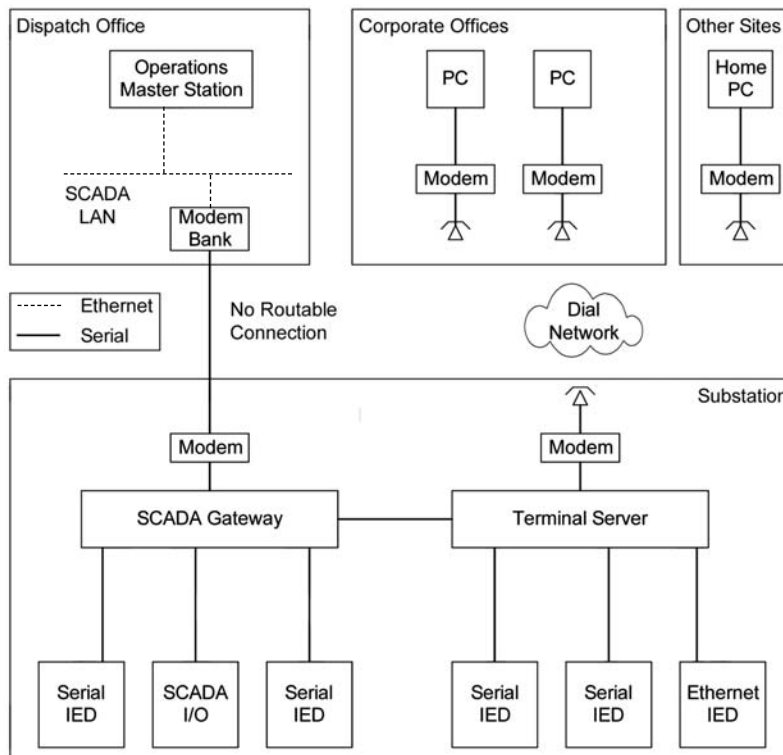 Dispatch Office
Operations
Master Station
SCADA
LAN
Modem
Bank
Corporate Offices
PC
PC
Modem
Modem
Other Sites
Home
PC
Modem
Ethernet
Serial
No Routable
Connection
Dial
Network
Substation
Modem
Modem
SCADA Gateway
Terminal Server
Serial
IED
SCADA
I/O
Serial
IED
Serial
IED
Serial
IED
Ethernet
IED